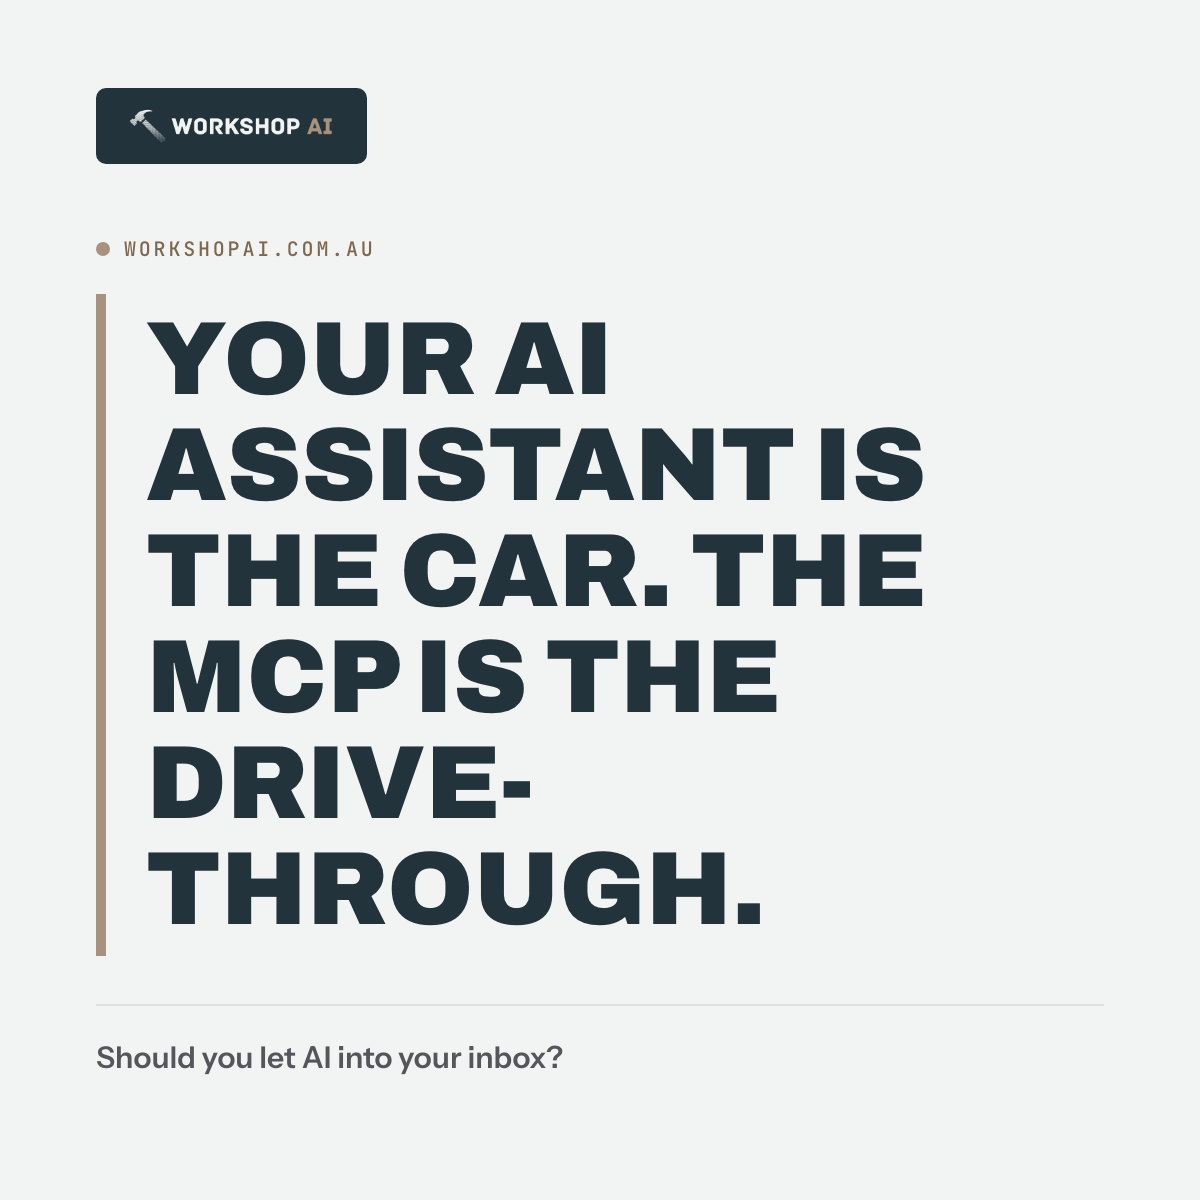 WORKSHOP AI
WORKSHOPAI.COM.AU
YOUR AI
ASSISTANT IS
THE CAR. THE
MCP IS THE
DRIVE-
THROUGH.
Should you let AI into your inbox?